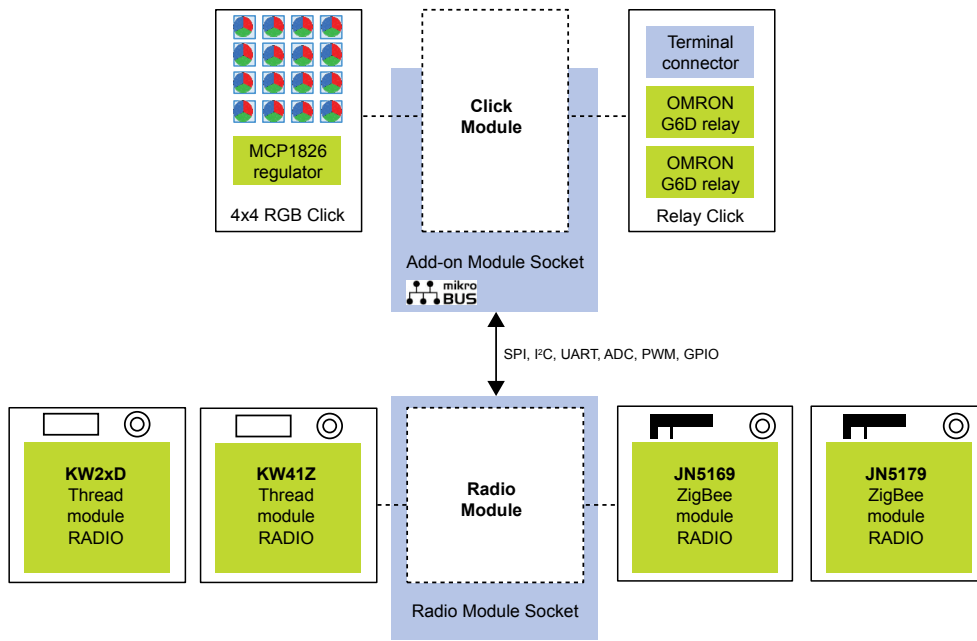 MCP1826
regulator
4x4 RGB Click
Click
Module
Terminal
connector
OMRON
G6D relay
OMRON
G6D relay
Relay Click
Add-on Module Socket
mikro
BUS
SPI, I²C, UART, ADC, PWM, GPIO
KW2xD
Thread
module
RADIO
KW41Z
Thread
module
RADIO
Radio
Module
JN5169
ZigBee
module
RADIO
JN5179
ZigBee
module
RADIO
Radio Module Socket